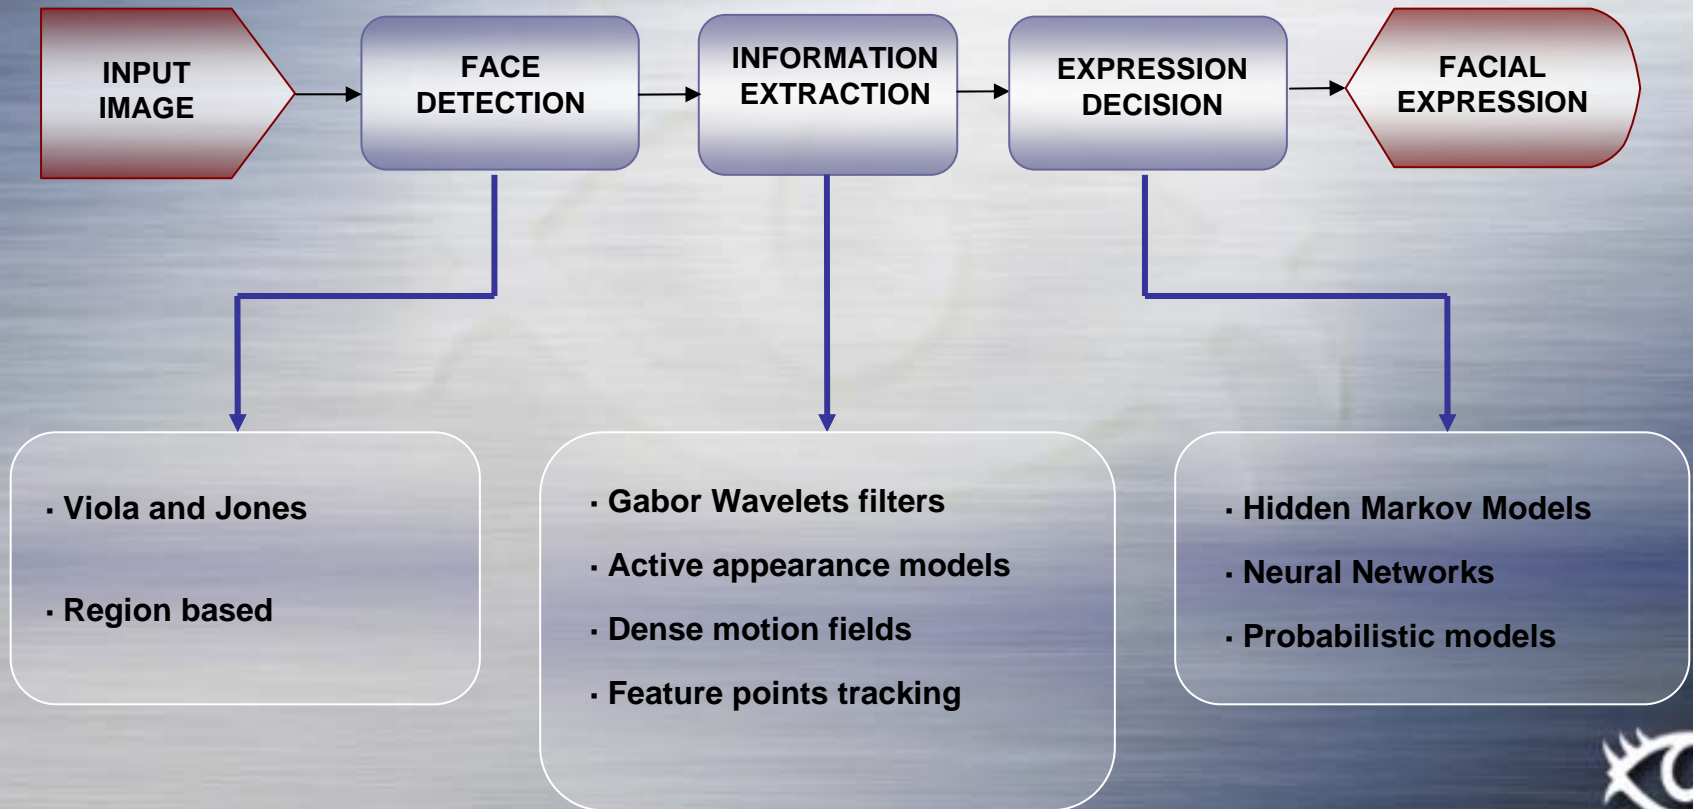 INPUT
IMAGE
FACE
DETECTION
INFORMATION
EXTRACTION
EXPRESSION
DECISION
FACIAL
EXPRESSION
· Viola and Jones
· Region based
· Gabor Wavelets filters
· Active appearance models
· Dense motion fields
· Feature points tracking
· Hidden Markov Models
· Neural Networks
· Probabilistic models